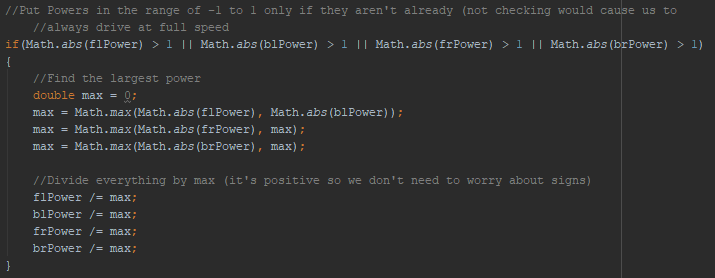 //Put Powers in the range of -1 to 1 only if they aren't already (not checking would cause us to
//always drive at full speed
if(Math.abs(flPower) > 1 || Math.abs(blPower) > 1 || Math.abs(frPower) > 1 || Math.abs(brPower) > 1)
{
//Find the largest power
double max = 0;
max = Math.max(Math.abs(flPower), Math.abs(blPower));
max = Math.max(Math.abs(frPower), max);
max = Math.max(Math.abs(brPower), max);
//Divide everything by max (it's positive so we don't need to worry about signs)
flPower /= max;
blPower /= max;
frPower /= max;
brPower /= max;
}